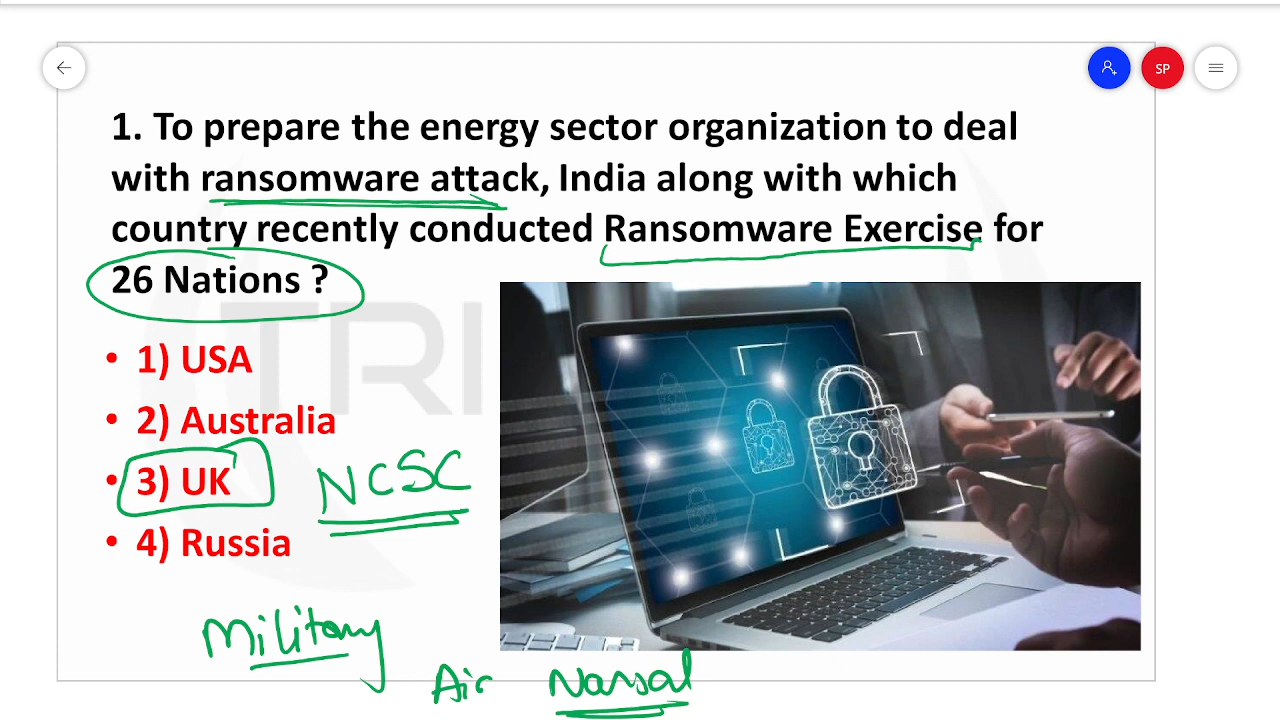 SP
1. To prepare the energy sector organization to deal
with ransomware attack, India along with which
country recently conducted Ransomware Exercise for
26 Nations ?
TRI
• 1) USA
• 2) Australia
• 3) UK
NCSC
• 4) Russia
Military
Air